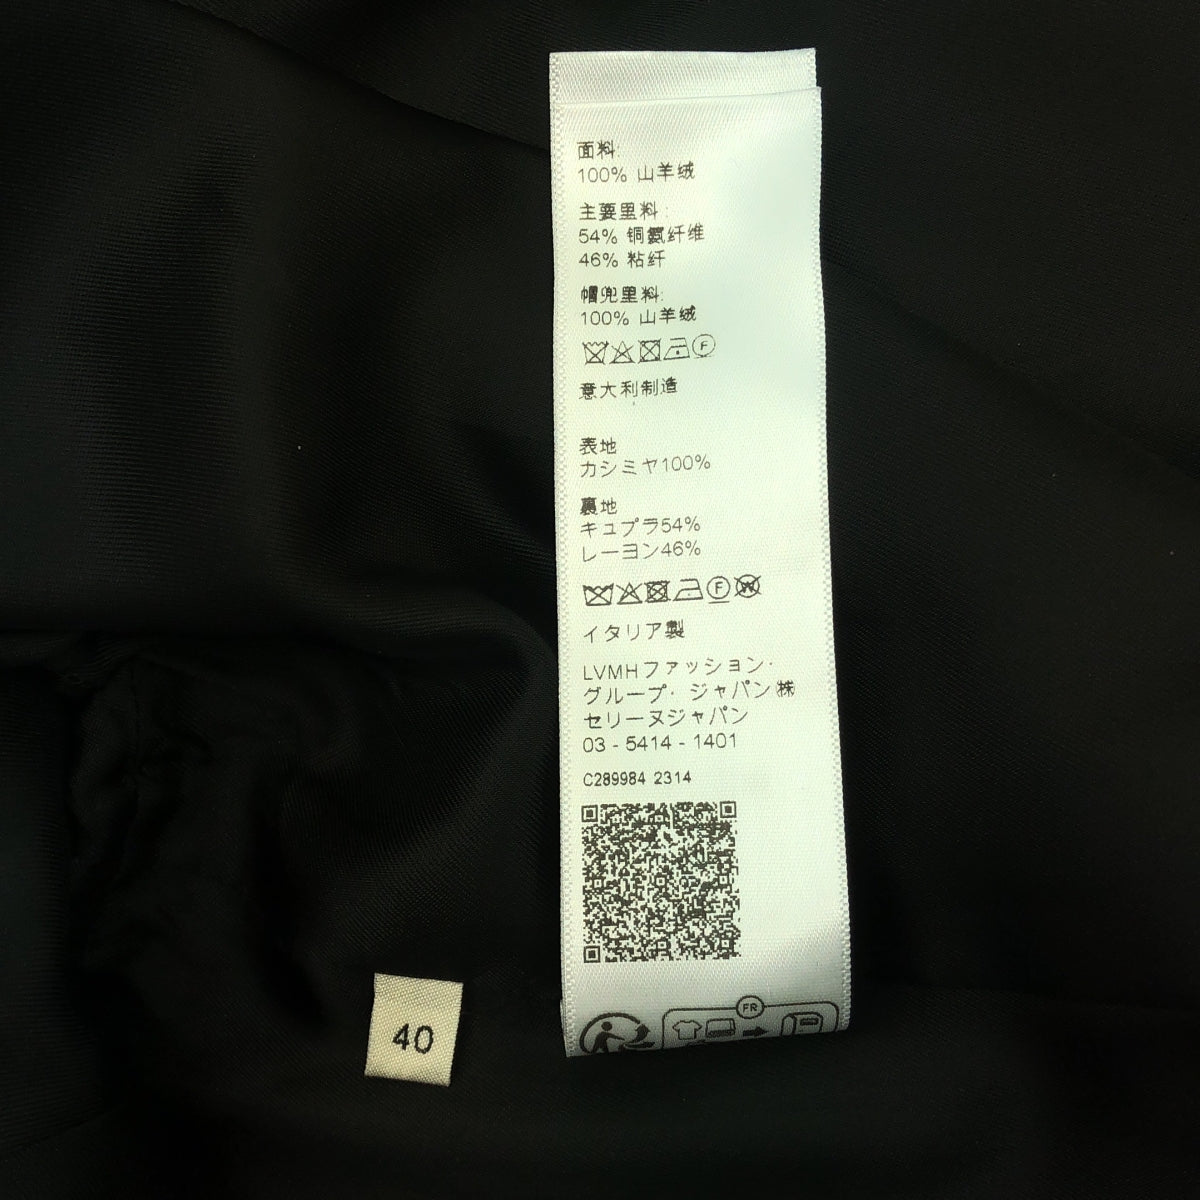 面料:
100% 山羊绒
主要里料:
54% 铜氨纤维
46% 粘纤
帽兜里料:
100% 山羊绒
F
意大利制造
表地
カシミヤ100%
裏地
キュプラ54%
レーヨン46%
F W
イタリア製
LVMHファッション・
グループ・ジャパン㈱
セリーヌジャパン
03 - 5414 - 1401
C289984 2314
FR
40